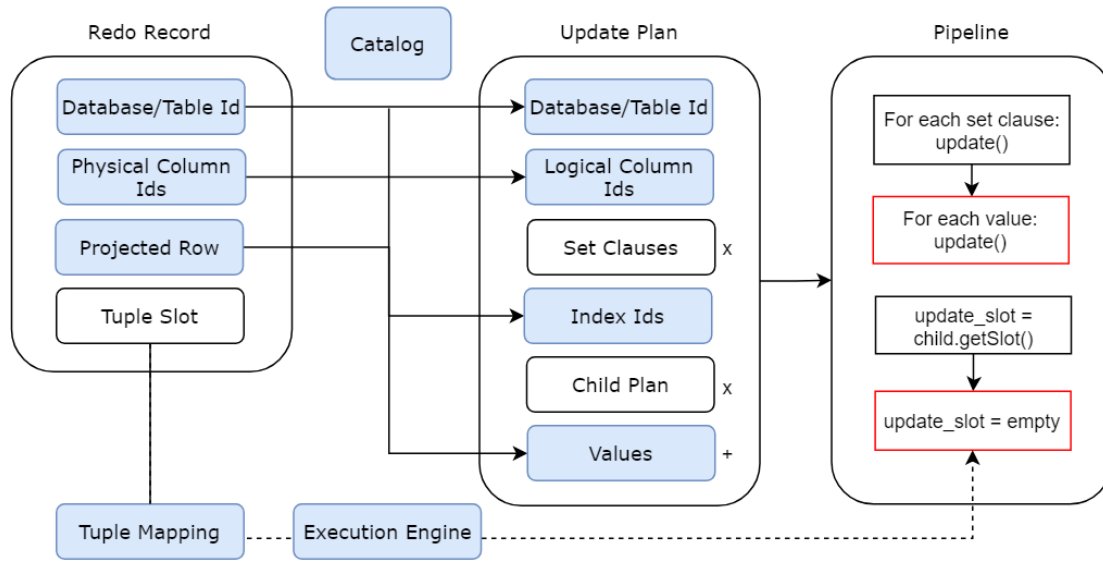 Redo Record
Catalog
Update Plan
Pipeline
Database/Table Id
Physical Column
Ids
Projected Row
Tuple Slot
Database/Table Id
Logical Column
Ids
Set Clauses
x
Index Ids
Child Plan
x
Values
+
For each set clause:
update()
For each value:
update()
update_slot =
child.getSlot()
update_slot = empty
Tuple Mapping
Execution Engine